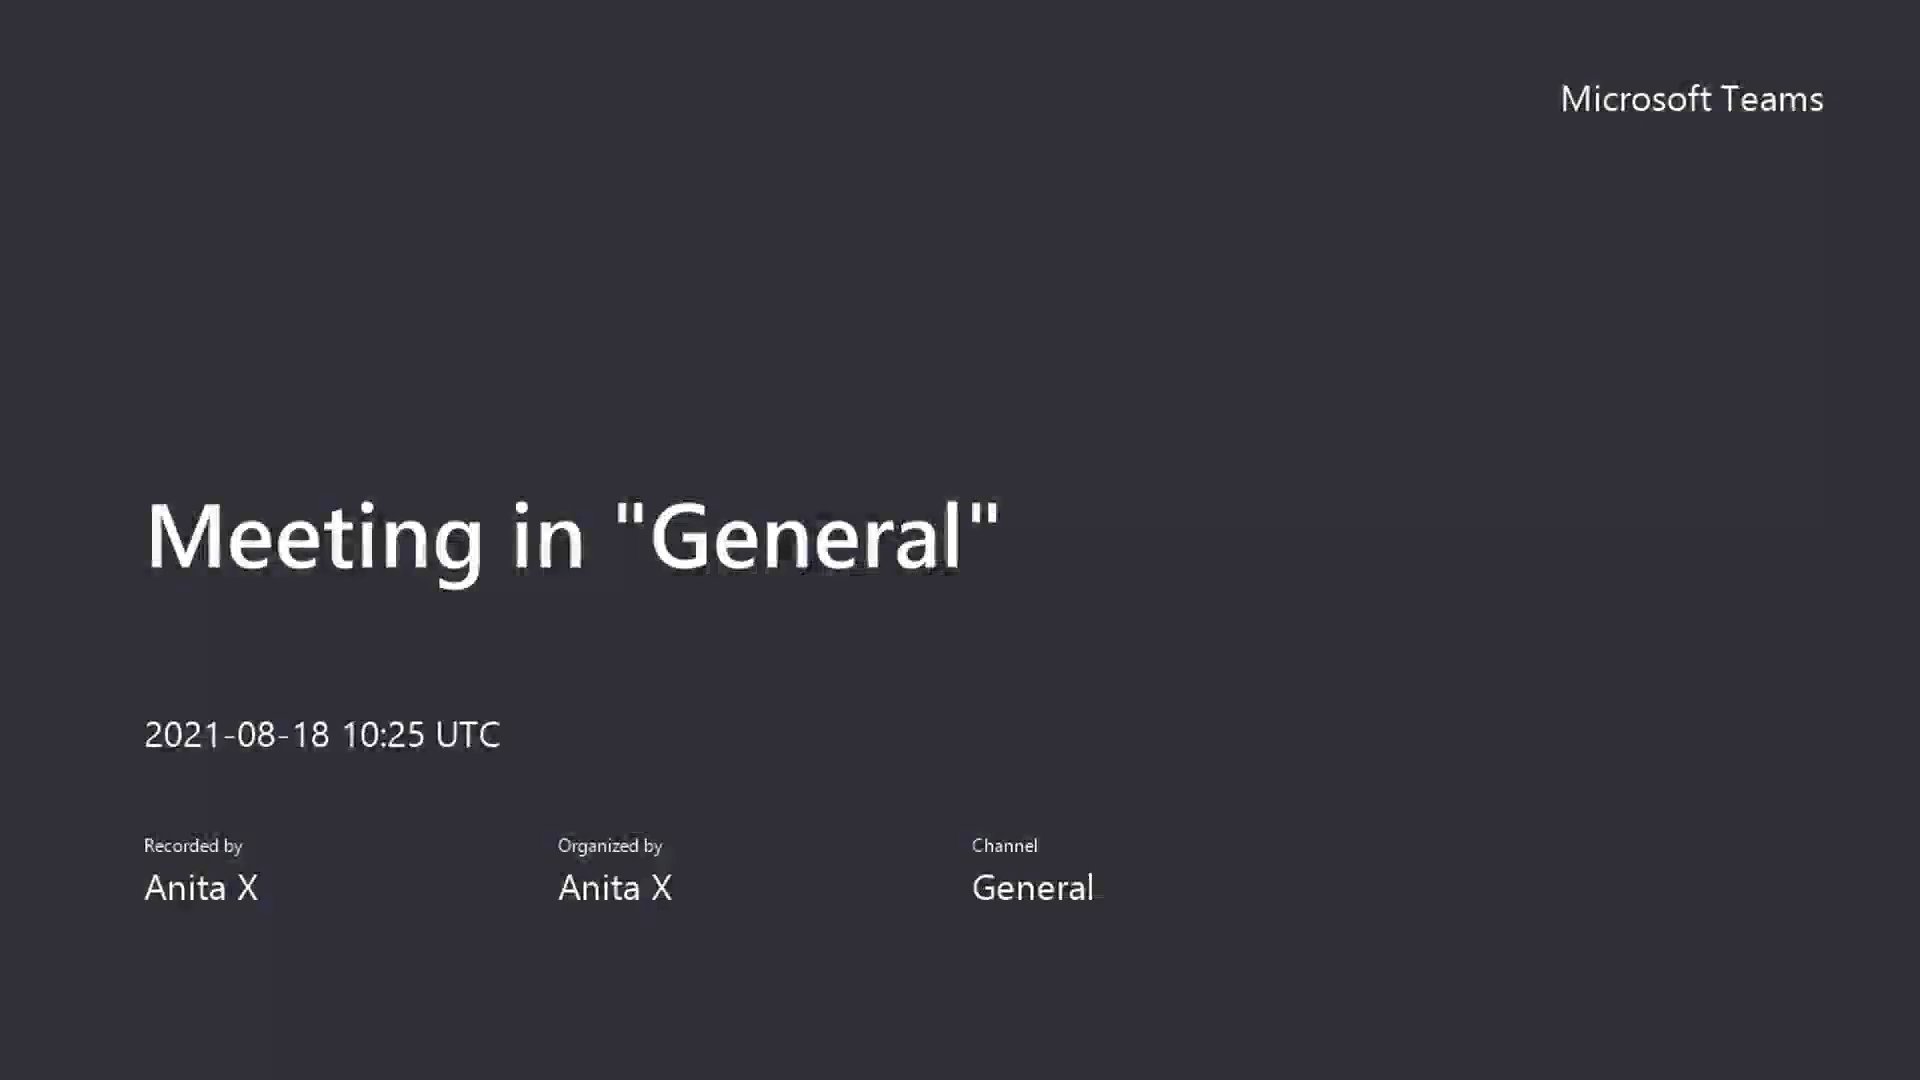 Microsoft Teams
Meeting in "General"
2021-08-18 10:25 UTC
Recorded by
Anita X
Organized by
Anita X
Channel
General